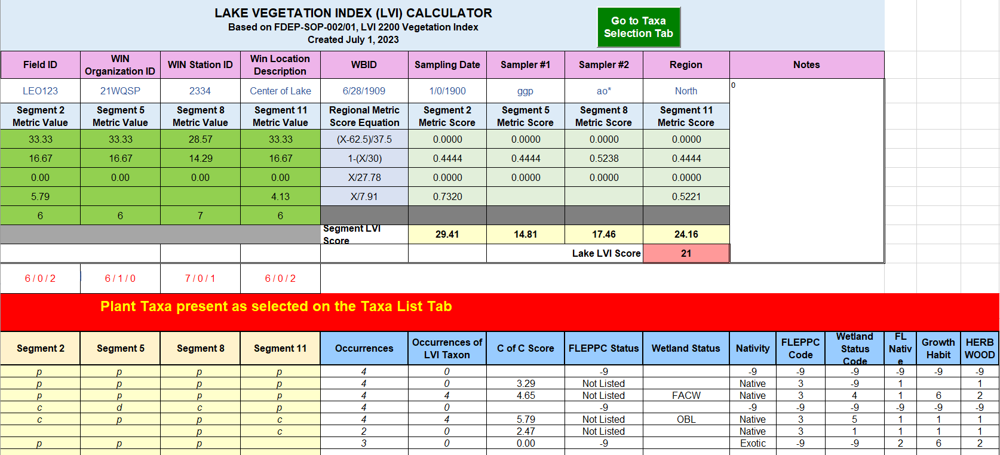 LAKE VEGETATION INDEX (LVI) CALCULATOR
Based on FDEP-SOP-002/01, LVI 2200 Vegetation Index
Created July 1, 2023
Go to Taxa
Selection Tab
Field ID WIN Organization ID WIN Station ID Win Location Description WBID Sampling Date Sampler #1 Sampler #2 Region Notes
LEO123 21WQSP 2334 Center of Lake 6/28/1909 1/0/1900 ggp ao* North 0
Segment 2 Segment 5 Segment 8 Segment 11 Regional Metric Segment 2 Segment 5 Segment 8 Segment 11
Metric Value Metric Value Metric Value Metric Value Score Equation Metric Score Metric Score Metric Score Metric Score
33.33 33.33 28.57 33.33 (X-62.5)/37.5 0.0000 0.0000 0.0000 0.0000
16.67 16.67 14.29 16.67 1-(X/30) 0.4444 0.4444 0.5238 0.4444
0.00 0.00 0.00 0.00 X/27.78 0.0000 0.0000 0.0000 0.0000
5.79 4.13 X/7.91 0.7320 0.5221
6 6 7 6
Segment LVI Score 29.41 14.81 17.46 24.16
Lake LVI Score 21
6 / 0 / 2 6 / 1 / 0 7 / 0 / 1 6 / 0 / 2
Plant Taxa present as selected on the Taxa List Tab
Segment 2 Segment 5 Segment 8 Segment 11 Occurrences Occurrences of LVI Taxon C of C Score FLEPPC Status Wetland Status Nativity FLEPPC Code Wetland Status Code FL Nativ e Growth Habit HERB WOOD
p p p p 4 0 -9 -9 -9 -9 -9 -9 -9
p p p p 4 0 3.29 Not Listed Native 3 -9 1 1
p p p p 4 4 4.65 Not Listed FACW Native 3 4 1 6 2
c d c p 4 0 -9 -9 -9 -9 -9 -9 -9
c p p c 4 4 5.79 Not Listed OBL Native 3 5 1 1 1
p c 2 0 2.47 Not Listed Native 3 1 1 1 1
p p p 3 0 0.00 -9 Exotic -9 -9 2 6 2